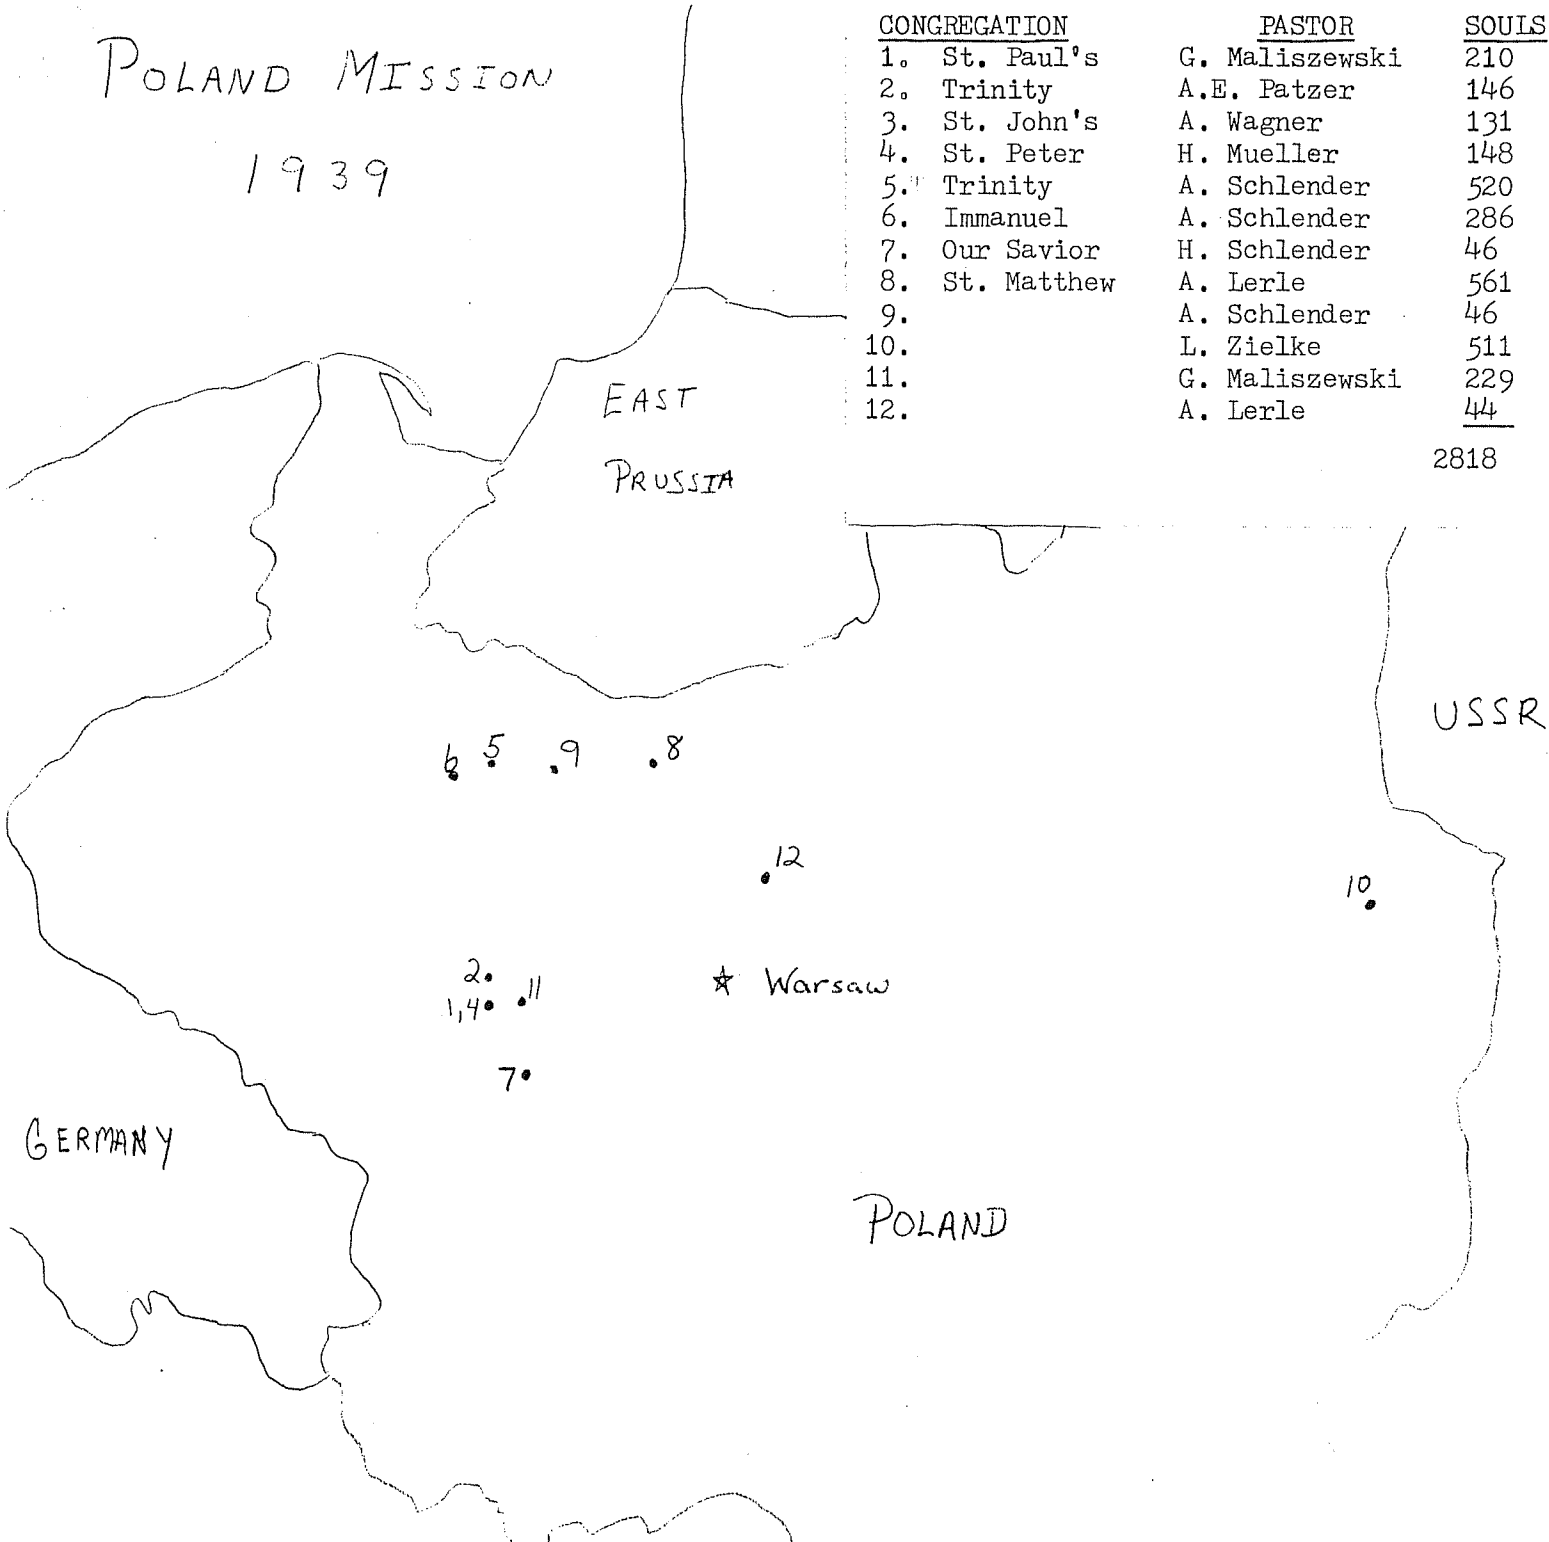 POLAND MISSION
1939
CONGREGATION PASTOR SOULS
1. St. Paul's G. Maliszewski 210
2. Trinity A.E. Patzer 146
3. St. John's A. Wagner 131
4. St. Peter H. Mueller 148
5. Trinity A. Schlender 520
6. Immanuel A. Schlender 286
7. Our Savior H. Schlender 46
8. St. Matthew A. Lerle 561
9. A. Schlender 46
10. L. Zielke 511
11. G. Maliszewski 229
12. A. Lerle 44
2818
EAST
PRUSSIA
USSR
6 5 9 8
12
10
2
1,4 11
Warsaw
7
GERMANY
POLAND